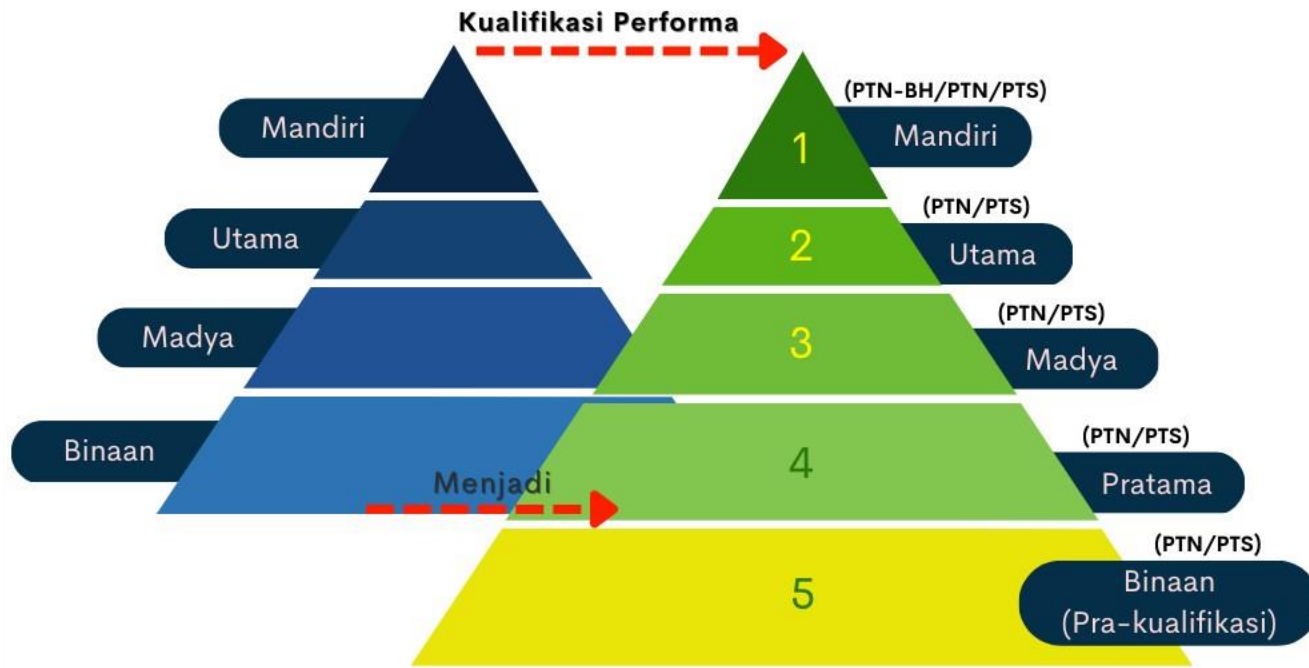 Kualifikasi Performa
Mandiri
Utama
Madya
Binaan
Menjadi
(PTN-BH/PTN/PTS)
1
Mandiri
(PTN/PTS)
2
Utama
(PTN/PTS)
3
Madya
(PTN/PTS)
4
Pratama
(PTN/PTS)
5
Binaan
(Pra-kualifikasi)